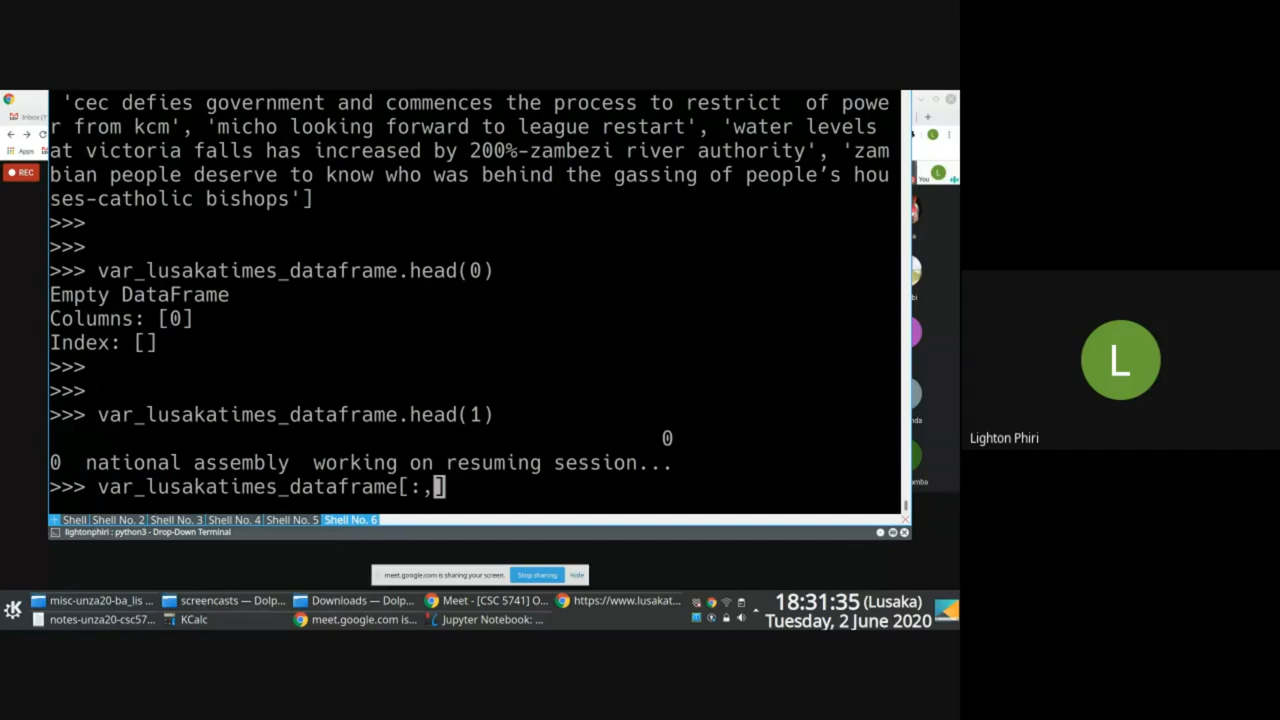 'cec defies government and commences the process to restrict  of powe
r from kcm', 'micho looking forward to league restart', 'water levels
at victoria falls has increased by 200%-zambezi river authority', 'zam
bian people deserve to know who was behind the gassing of people’s hou
ses-catholic bishops']
>>>
>>>
>>> var_lusakatimes_dataframe.head(0)
Empty DataFrame
Columns: [0]
Index: []
>>>
>>>
>>> var_lusakatimes_dataframe.head(1)
0
0  national assembly  working on resuming session...
>>> var_lusakatimes_dataframe[:,]
Inbox
Apps
REC
You
L
Lighton Phiri
Shell Shell No. 2 Shell No. 3 Shell No. 4 Shell No. 5 Shell No. 6
lightonphiri : python3 - Drop-Down Terminal
meet.google.com is sharing your screen. Stop sharing Hide
misc-unza20-ba_lis ... screencasts — Dolp... Downloads — Dolp... Meet - [CSC 5741] O... https://www.lusakat...
notes-unza20-csc57... KCalc meet.google.com is... Jupyter Notebook: ...
18:31:35 (Lusaka)
Tuesday, 2 June 2020